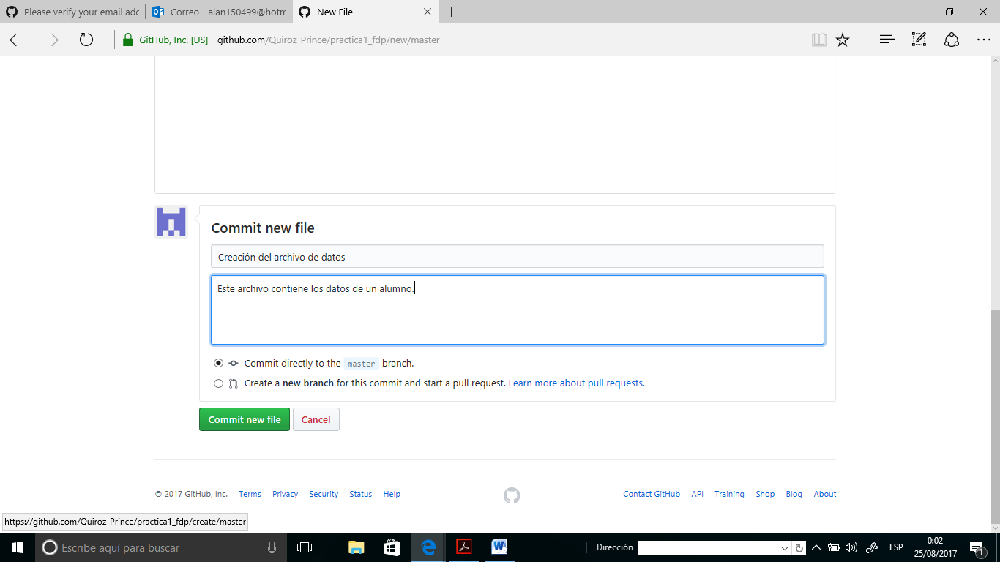 Please verify your email add
Correo - alan150499@hotm
New File
GitHub, Inc. [US] github.com/Quiroz-Prince/practica1_fdp/new/master
Commit new file
Creación del archivo de datos
Este archivo contiene los datos de un alumno.
Commit directly to the master branch.
Create a new branch for this commit and start a pull request. Learn more about pull requests.
Commit new file Cancel
© 2017 GitHub, Inc. Terms Privacy Security Status Help
Contact GitHub API Training Shop Blog About
https://github.com/Quiroz-Prince/practica1_fdp/create/master
Escribe aquí para buscar
Dirección
ESP
0:02
25/08/2017
1